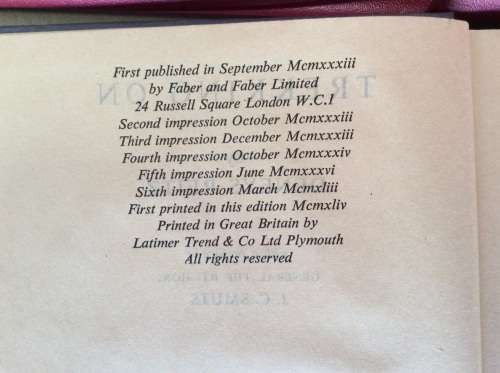 First published in September Mcmxxxiii
by Faber and Faber Limited
24 Russell Square London W.C.I
Second impression October Mcmxxxiii
Third impression December Mcmxxxiii
Fourth impression October Mcmxxxiv
Fifth impression June Mcmxxxvi
Sixth impression March Mcmxliii
First printed in this edition Mcmxliv
Printed in Great Britain by
Latimer Trend & Co Ltd Plymouth
All rights reserved